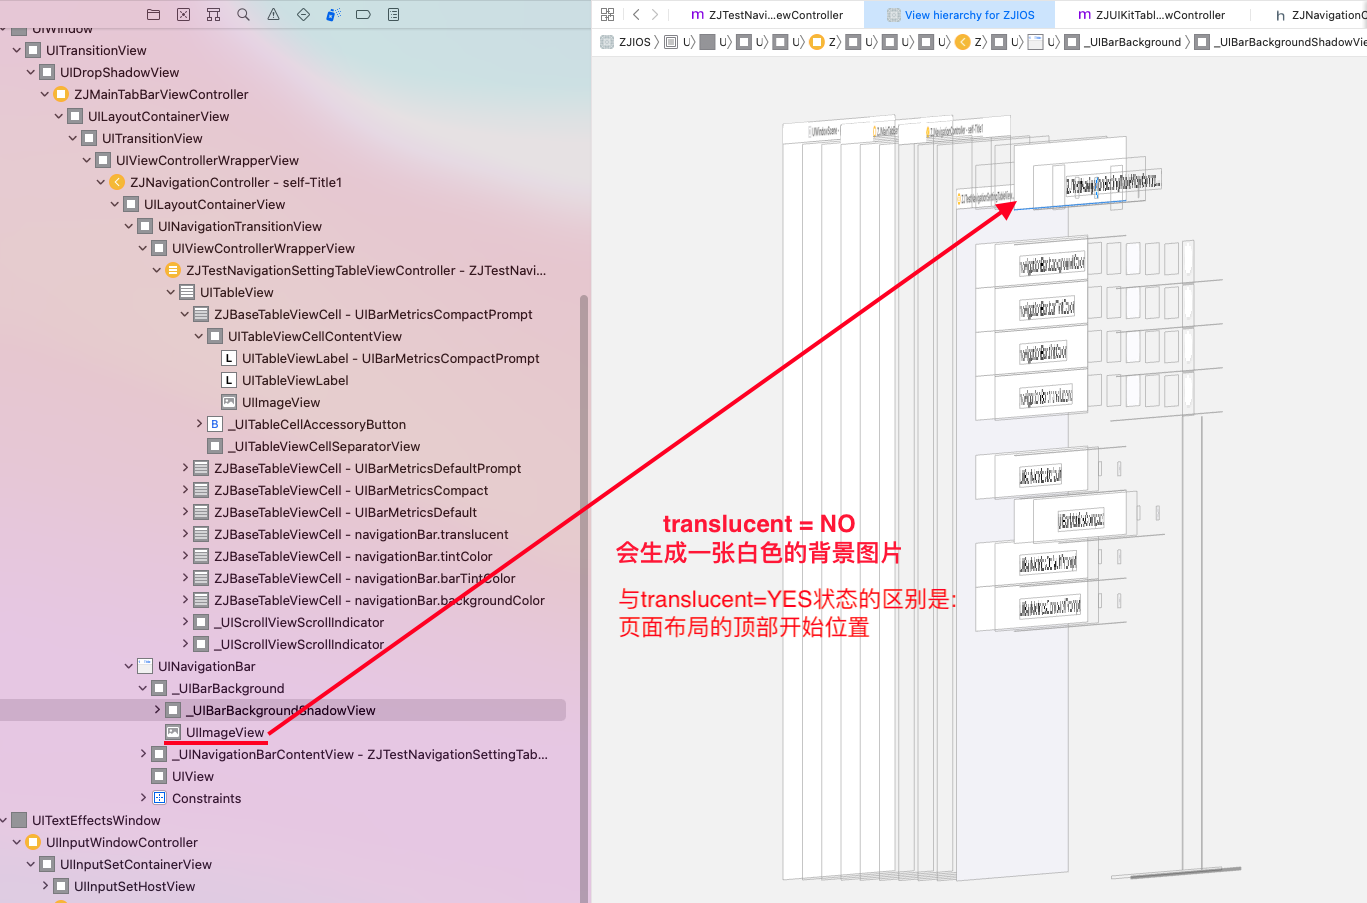 ZJTestNavi...ewController
View hierarchy for ZJIOS
ZJUIKitTabl...wController
ZJNavigationC
ZJIOS
_UIBarBackground
_UIBarBackgroundShadowVie
UIWindow
UITransitionView
UIDropShadowView
ZJMainTabBarViewController
UILayoutContainerView
UITransitionView
UIViewControllerWrapperView
ZJNavigationController - self-Title1
UILayoutContainerView
UINavigationTransitionView
UIViewControllerWrapperView
ZJTestNavigationSettingTableViewController - ZJTestNavi...
UITableView
ZJBaseTableViewCell - UIBarMetricsCompactPrompt
UITableViewCellContentView
L UITableViewLabel - UIBarMetricsCompactPrompt
L UITableViewLabel
UIImageView
B _UITableCellAccessoryButton
_UITableViewCellSeparatorView
ZJBaseTableViewCell - UIBarMetricsDefaultPrompt
ZJBaseTableViewCell - UIBarMetricsCompact
ZJBaseTableViewCell - UIBarMetricsDefault
ZJBaseTableViewCell - navigationBar.translucent
ZJBaseTableViewCell - navigationBar.tintColor
ZJBaseTableViewCell - navigationBar.barTintColor
ZJBaseTableViewCell - navigationBar.backgroundColor
_UIScrollViewScrollIndicator
_UIScrollViewScrollIndicator
UINavigationBar
_UIBarBackground
_UIBarBackgroundShadowView
UIImageView
_UINavigationBarContentView - ZJTestNavigationSettingTab...
UIView
Constraints
UITextEffectsWindow
UIInputWindowController
UIInputSetContainerView
UIInputSetHostView
translucent = NO
会生成一张白色的背景图片
与translucent=YES状态的区别是:
页面布局的顶部开始位置